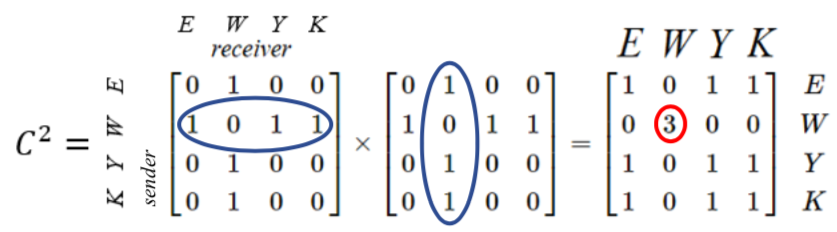 E W Y K
receiver
E W Y K
E
W
Y
K
sender
C² =
[0 1 0 0]
[1 0 1 1]
[0 1 0 0]
[0 1 0 0]
×
[0 1 0 0]
[1 0 1 1]
[0 1 0 0]
[0 1 0 0]
=
[1 0 1 1] E
[0 3 0 0] W
[1 0 1 1] Y
[1 0 1 1] K